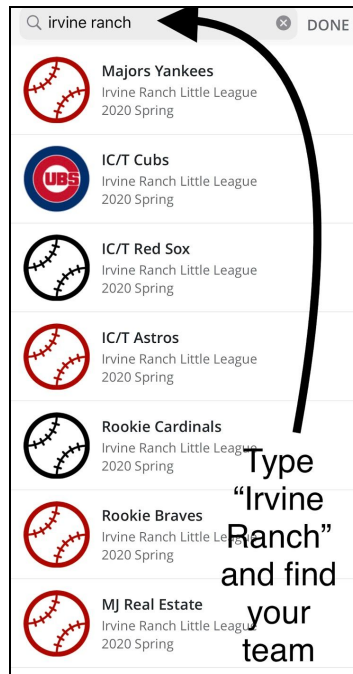 irvine ranch
DONE
Majors Yankees
Irvine Ranch Little League
2020 Spring
CUBS
IC/T Cubs
Irvine Ranch Little League
2020 Spring
IC/T Red Sox
Irvine Ranch Little League
2020 Spring
IC/T Astros
Irvine Ranch Little League
2020 Spring
Rookie Cardinals
Irvine Ranch Little League
2020 Spring
Rookie Braves
Irvine Ranch Little League
2020 Spring
MJ Real Estate
Irvine Ranch Little League
2020 Spring
Type
“Irvine
Ranch”
and find
your
team